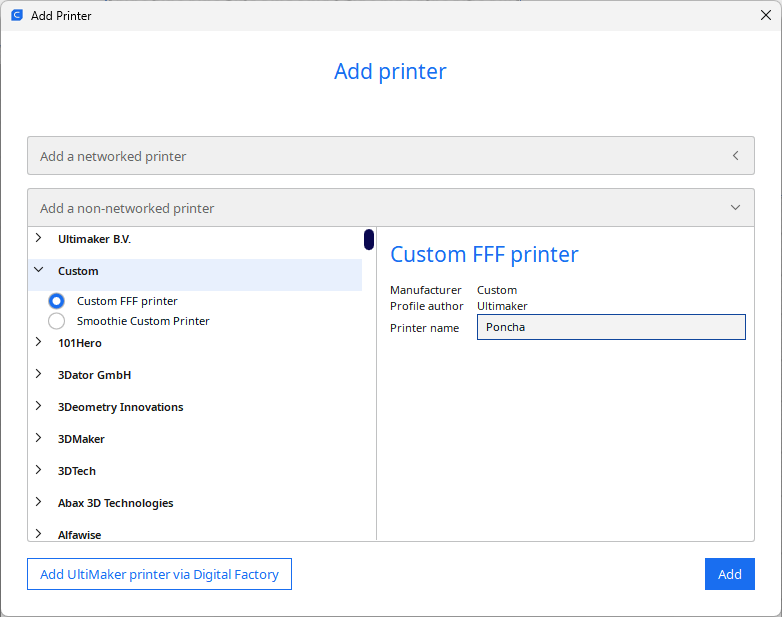 Add Printer
Add printer
Add a networked printer
Add a non-networked printer
Ultimaker B.V.
Custom
Custom FFF printer
Smoothie Custom Printer
101Hero
3Dator GmbH
3Deometry Innovations
3DMaker
3DTech
Abax 3D Technologies
Alfawise
Custom FFF printer
Manufacturer Custom
Profile author Ultimaker
Printer name Poncha
Add UltiMaker printer via Digital Factory
Add